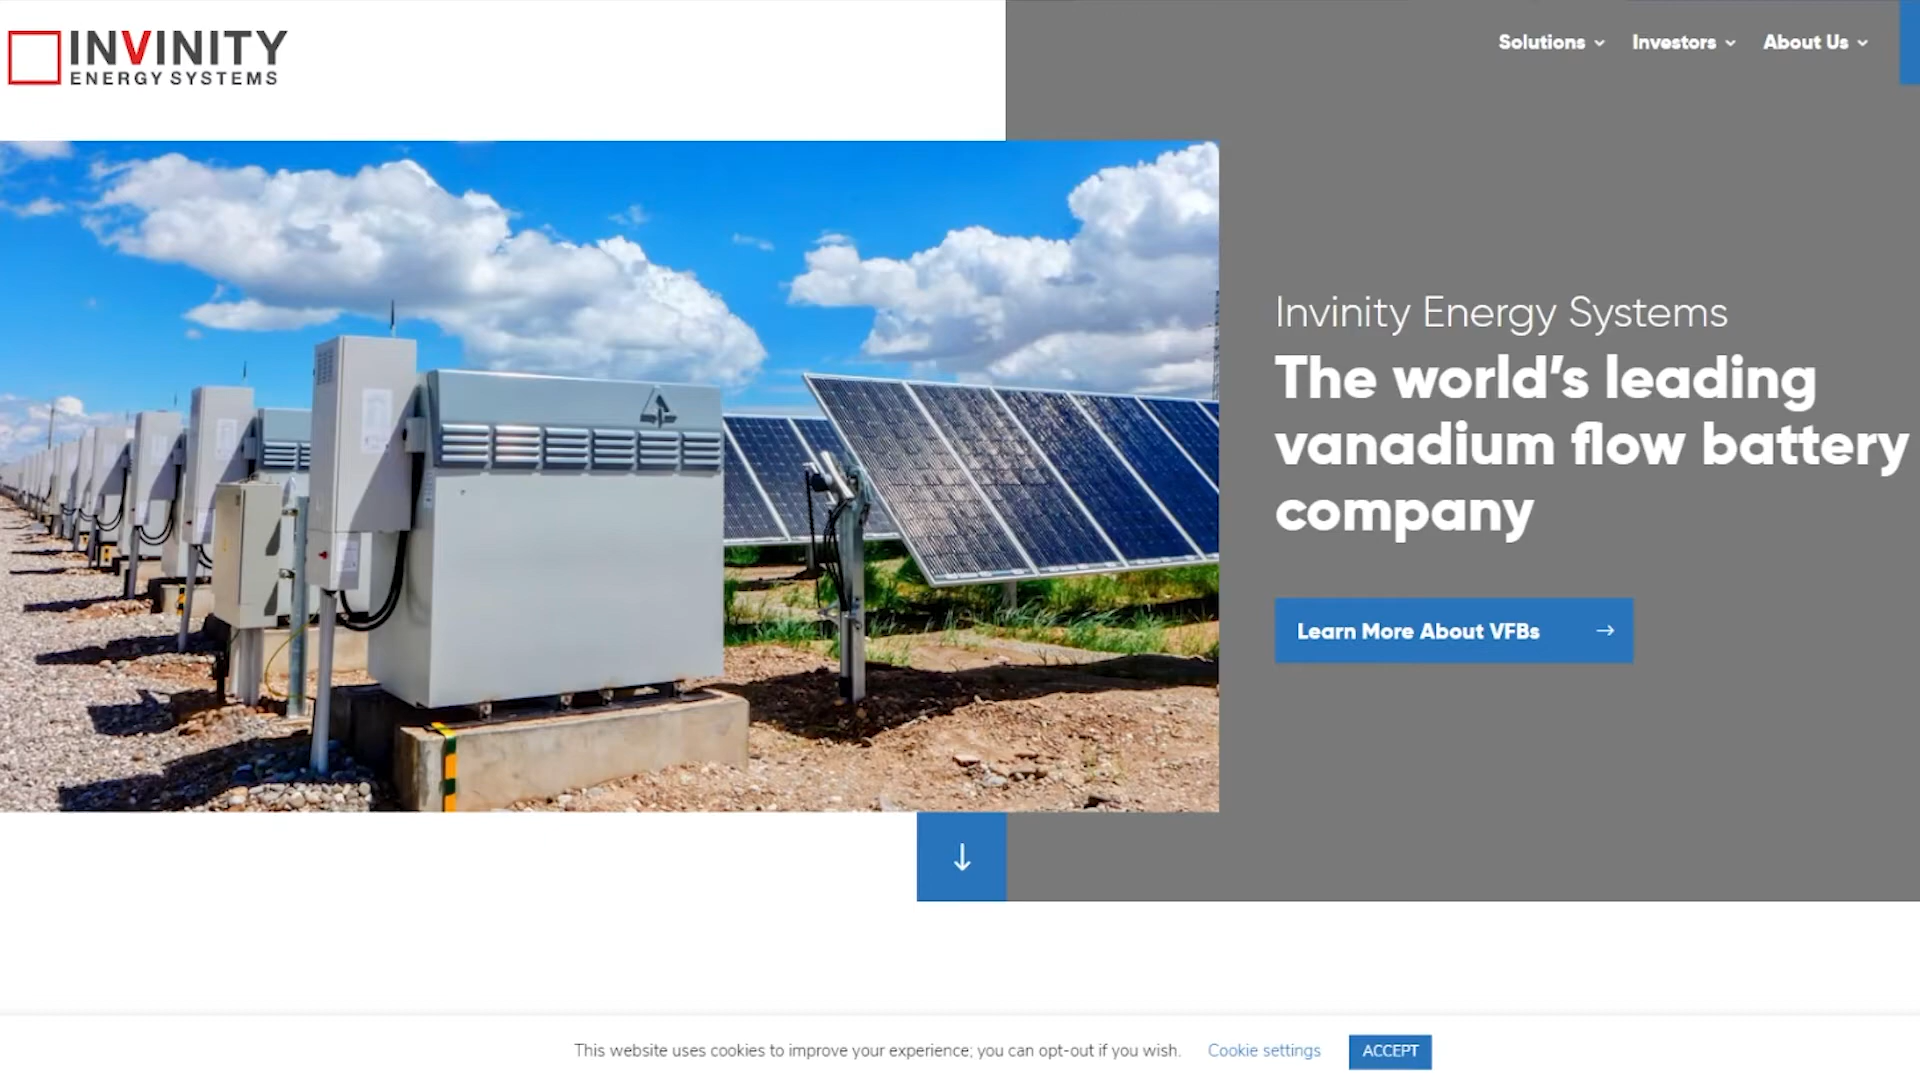 INVINITY
ENERGY SYSTEMS
Solutions
Investors
About Us
Invinity Energy Systems
The world's leading
vanadium flow battery
company
Learn More About VFBs
This website uses cookies to improve your experience; you can opt-out if you wish.
Cookie settings
ACCEPT